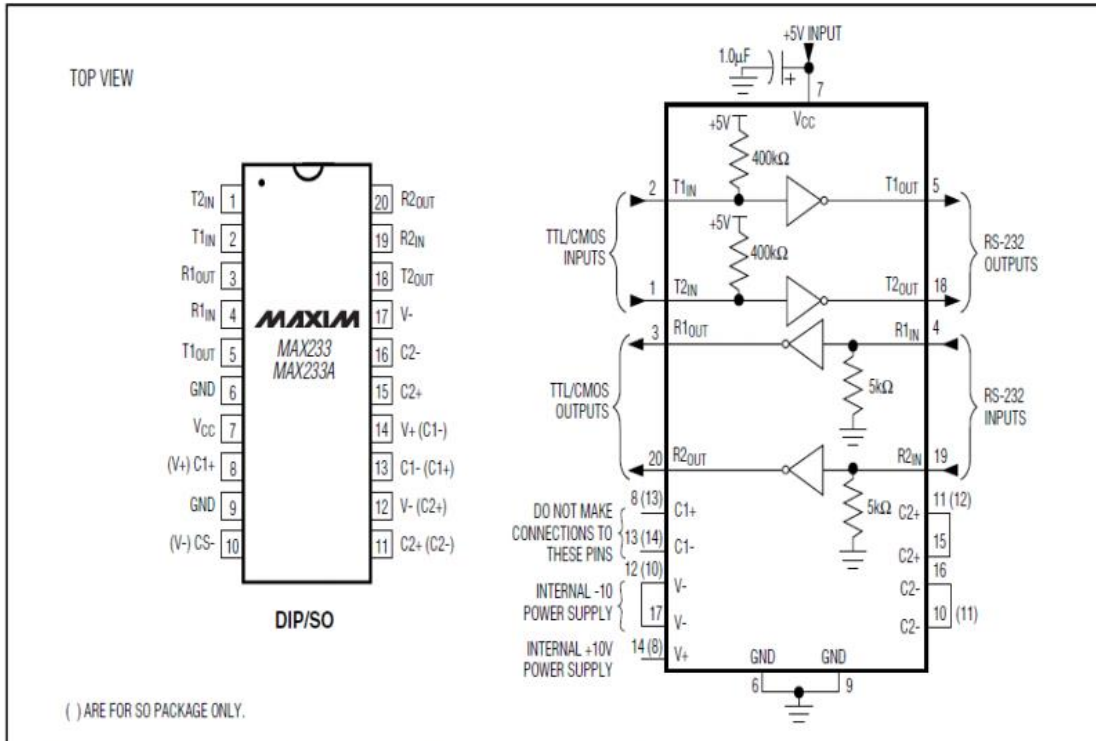 TOP VIEW
T2IN 1
T1IN 2
R1OUT 3
R1IN 4
T1OUT 5
GND 6
VCC 7
(V+) C1+ 8
GND 9
(V-) CS- 10
20 R2OUT
19 R2IN
18 T2OUT
17 V-
16 C2-
15 C2+
14 V+ (C1-)
13 C1- (C1+)
12 V- (C2+)
11 C2+ (C2-)
MAXIM
MAX233
MAX233A
DIP/SO
( ) ARE FOR SO PACKAGE ONLY.
+5V INPUT
1.0μF
+
7
VCC
+5V
400kΩ
2 T1IN
T1OUT 5
TTL/CMOS
INPUTS
+5V
400kΩ
RS-232
OUTPUTS
1 T2IN
T2OUT 18
3 R1OUT
R1IN 4
TTL/CMOS
OUTPUTS
5kΩ
RS-232
INPUTS
20 R2OUT
R2IN 19
5kΩ
DO NOT MAKE
CONNECTIONS TO
THESE PINS
8 (13) C1+
13 (14) C1-
INTERNAL -10
POWER SUPPLY
12 (10) V-
17 V-
INTERNAL +10V
POWER SUPPLY
14 (8) V+
C2+ 11 (12)
C2+ 15
C2- 16
C2- 10 (11)
GND GND
6 9